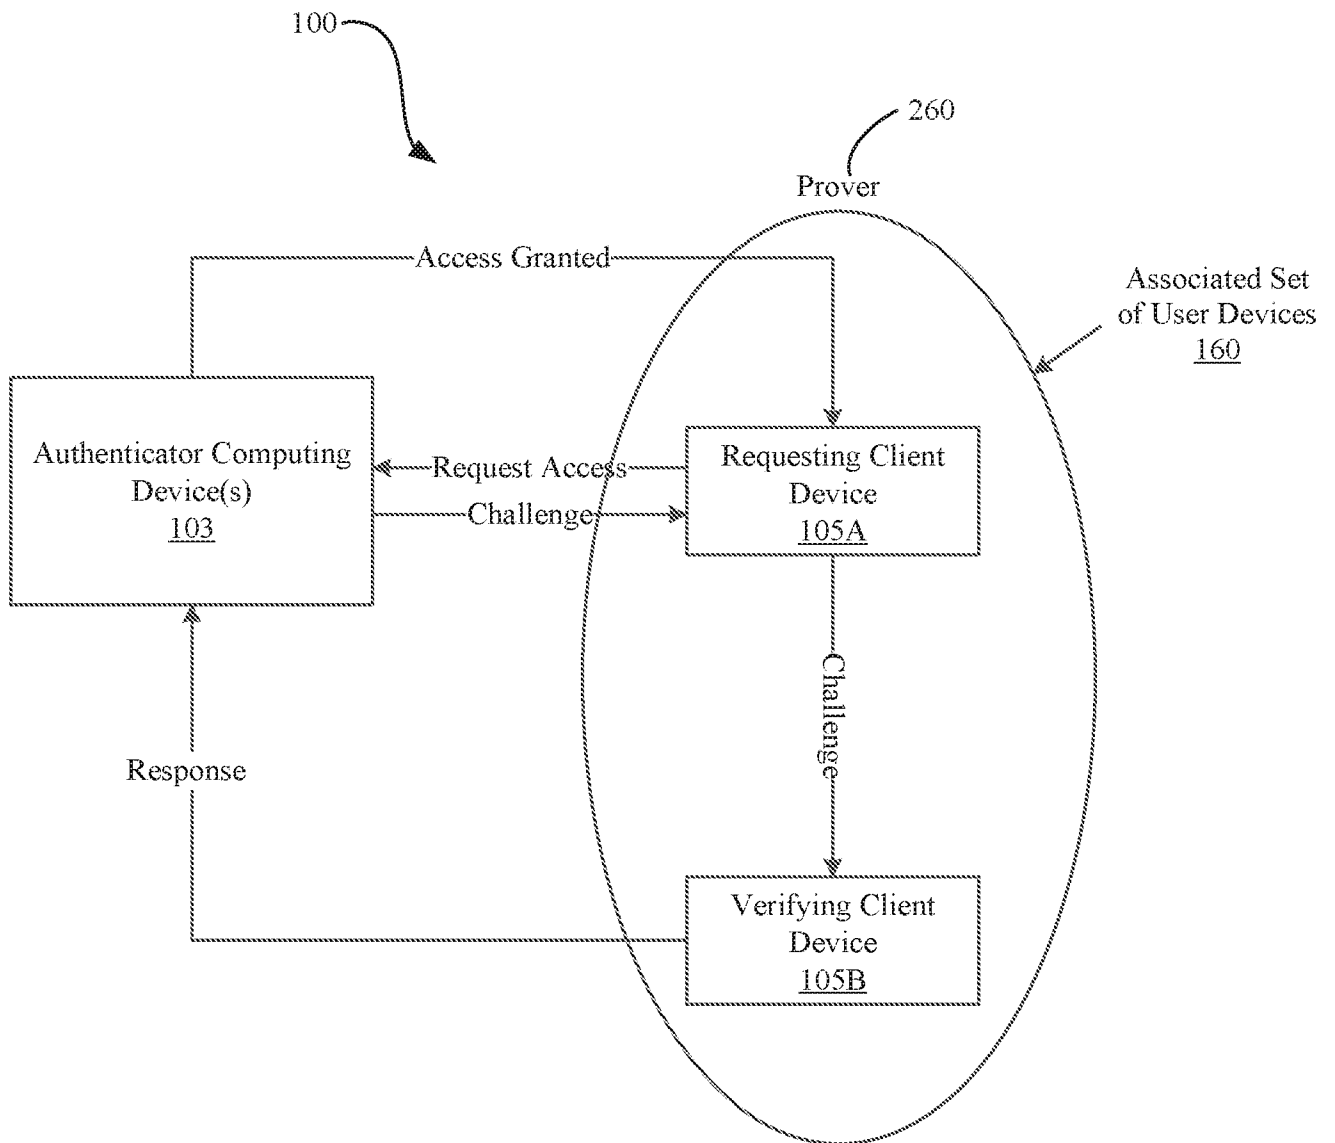 100
260
Prover
Access Granted
Associated Set
of User Devices
160
Authenticator Computing
Device(s)
103
Request Access
Challenge
Requesting Client
Device
105A
Challenge
Response
Verifying Client
Device
105B